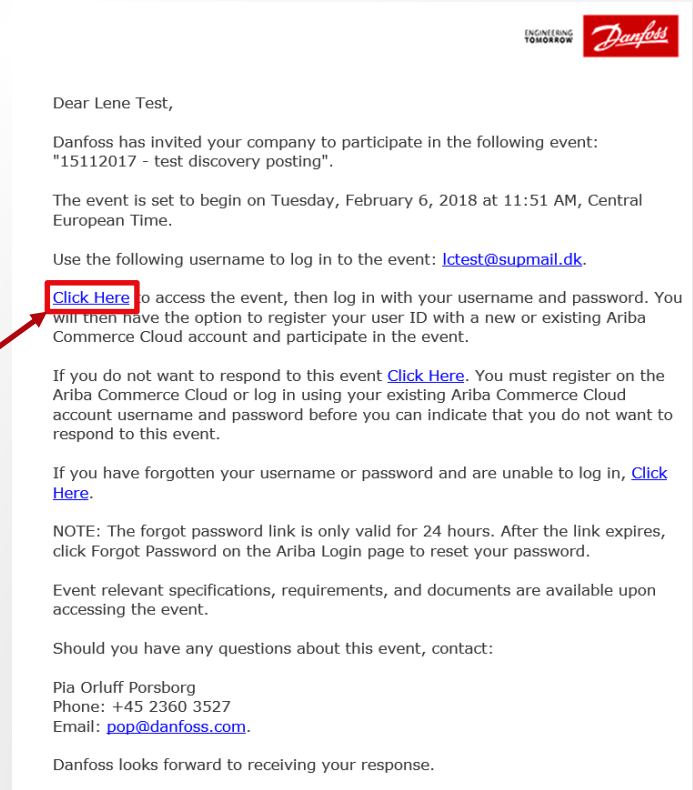 ENGINEERING
TOMORROW
Danfoss
Dear Lene Test,
Danfoss has invited your company to participate in the following event:
"15112017 - test discovery posting".
The event is set to begin on Tuesday, February 6, 2018 at 11:51 AM, Central
European Time.
Use the following username to log in to the event: lctest@supmail.dk.
Click Here to access the event, then log in with your username and password. You
will then have the option to register your user ID with a new or existing Ariba
Commerce Cloud account and participate in the event.
If you do not want to respond to this event Click Here. You must register on the
Ariba Commerce Cloud or log in using your existing Ariba Commerce Cloud
account username and password before you can indicate that you do not want to
respond to this event.
If you have forgotten your username or password and are unable to log in, Click
Here.
NOTE: The forgot password link is only valid for 24 hours. After the link expires,
click Forgot Password on the Ariba Login page to reset your password.
Event relevant specifications, requirements, and documents are available upon
accessing the event.
Should you have any questions about this event, contact:
Pia Orluff Porsborg
Phone: +45 2360 3527
Email: pop@danfoss.com.
Danfoss looks forward to receiving your response.